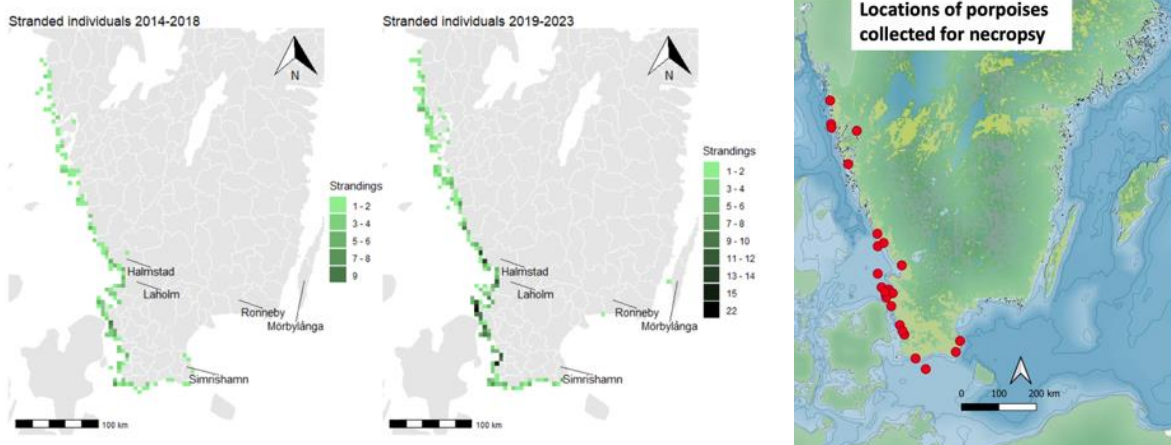 Stranded individuals 2014-2018
N
Strandings
1 - 2
3 - 4
5 - 6
7 - 8
9
Halmstad
Laholm
Ronneby
Mörbylånga
Simrishamn
100 km
Stranded individuals 2019-2023
N
Strandings
1 - 2
3 - 4
5 - 6
7 - 8
9 - 10
11 - 12
13 - 14
15
22
Halmstad
Laholm
Ronneby
Mörbylånga
Simrishamn
100 km
Locations of porpoises
collected for necropsy
0 100 200 km